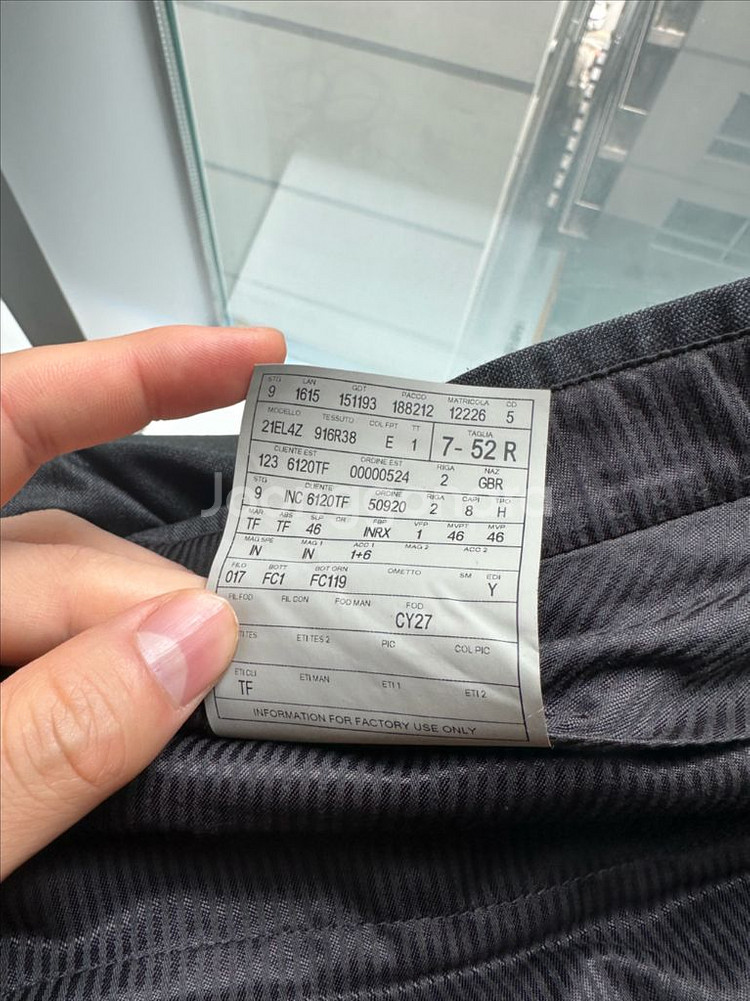 STG LAN GDT PACCO MATRICOLA CD
9 1615 151193 188212 12226 5
MODELLO TESSUTO COL FPT TT TAGLIA
21EL4Z 916R38 E 1 7- 52 R
CLIENTE EST ORDINE EST RIGA NAZ
123 6120TF 00000524 2 GBR
STG CLIENTE ORDINE RIGA CAPI TPO
9 INC 6120TF 50920 2 8 H
MAR ABS SLP DR FBP VFP MVPT MVP
TF TF 46 INRX 1 46 46
MAG SPE MAG 1 ACC 1 MAG 2 ACC 2
IN IN 1+6
FILO BOTT BOT ORN OMETTO SM EDI
017 FC1 FC119 Y
FIL FOD FIL CON FOD MAN FOD
CY27
ETI TES 2 PIC COL PIC
ETI CLI ETI MAN ETI 1 ETI 2
TF
INFORMATION FOR FACTORY USE ONLY